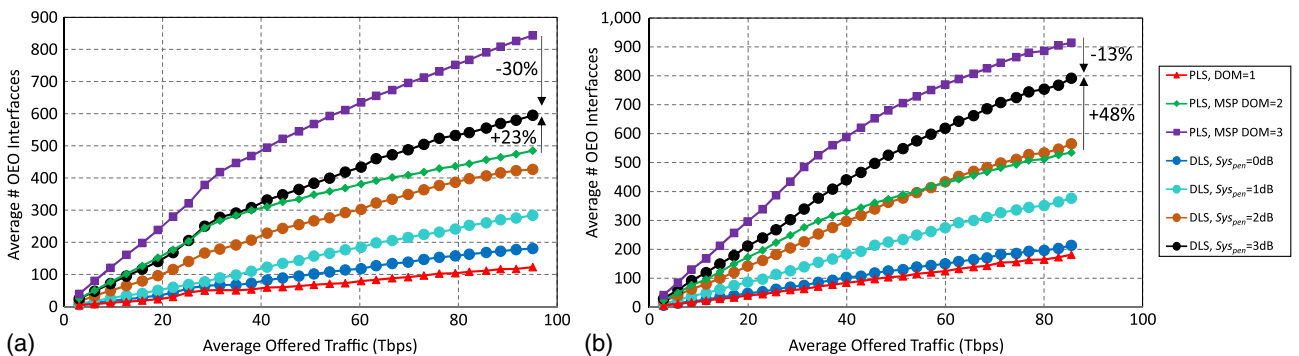 900
800
700
600
500
400
300
200
100
0
Average # OEO Interfacces
0 20 40 60 80 100
Average Offered Traffic (Tbps)
-30%
+23%
(a)
1,000
900
800
700
600
500
400
300
200
100
0
Average # OEO Interfacces
0 20 40 60 80 100
Average Offered Traffic (Tbps)
-13%
+48%
(b)
PLS, DOM=1
PLS, MSP DOM=2
PLS, MSP DOM=3
DLS, Syspen=0dB
DLS, Syspen=1dB
DLS, Syspen=2dB
DLS, Syspen=3dB